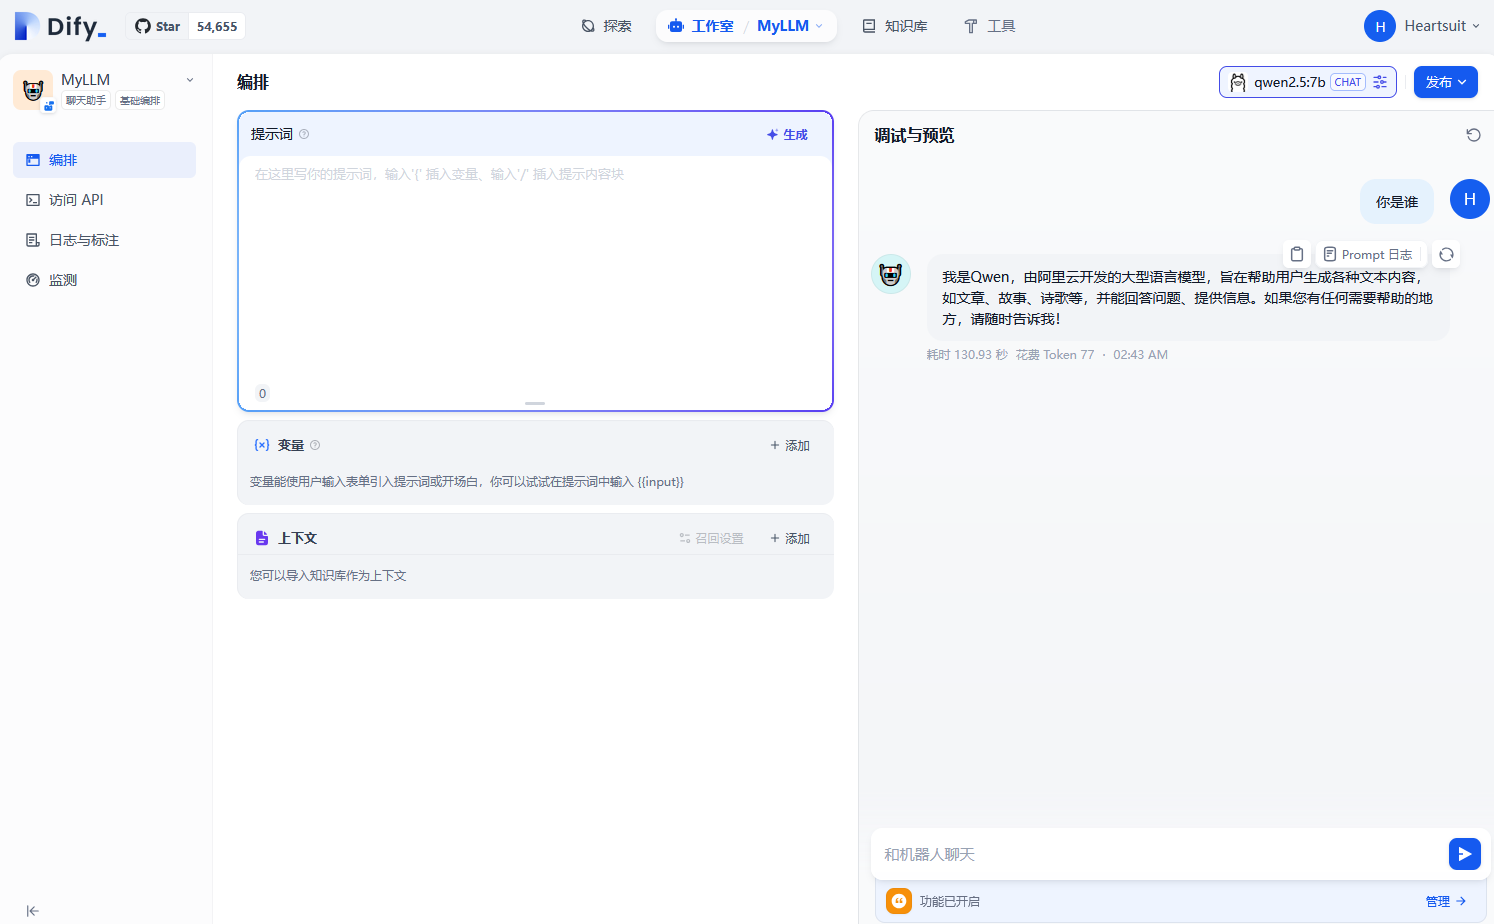 Dify_
Star 54,655
探索
工作室 / MyLLM
知识库
工具
H
Heartsuit
MyLLM
聊天助手 基础编排
编排
访问 API
日志与标注
监测
编排
qwen2.5:7b CHAT
发布
提示词
生成
在这里写你的提示词，输入'{' 插入变量、输入'/' 插入提示内容块
0
{x} 变量
+ 添加
变量能使用户输入表单引入提示词或开场白，你可以试试在提示词中输入 {{input}}
上下文
召回设置
+ 添加
您可以导入知识库作为上下文
调试与预览
你是谁
H
Prompt 日志
我是Qwen，由阿里云开发的大型语言模型，旨在帮助用户生成各种文本内容，
如文章、故事、诗歌等，并能回答问题、提供信息。如果您有任何需要帮助的地
方，请随时告诉我！
耗时 130.93 秒 花费 Token 77 · 02:43 AM
和机器人聊天
功能已开启
管理